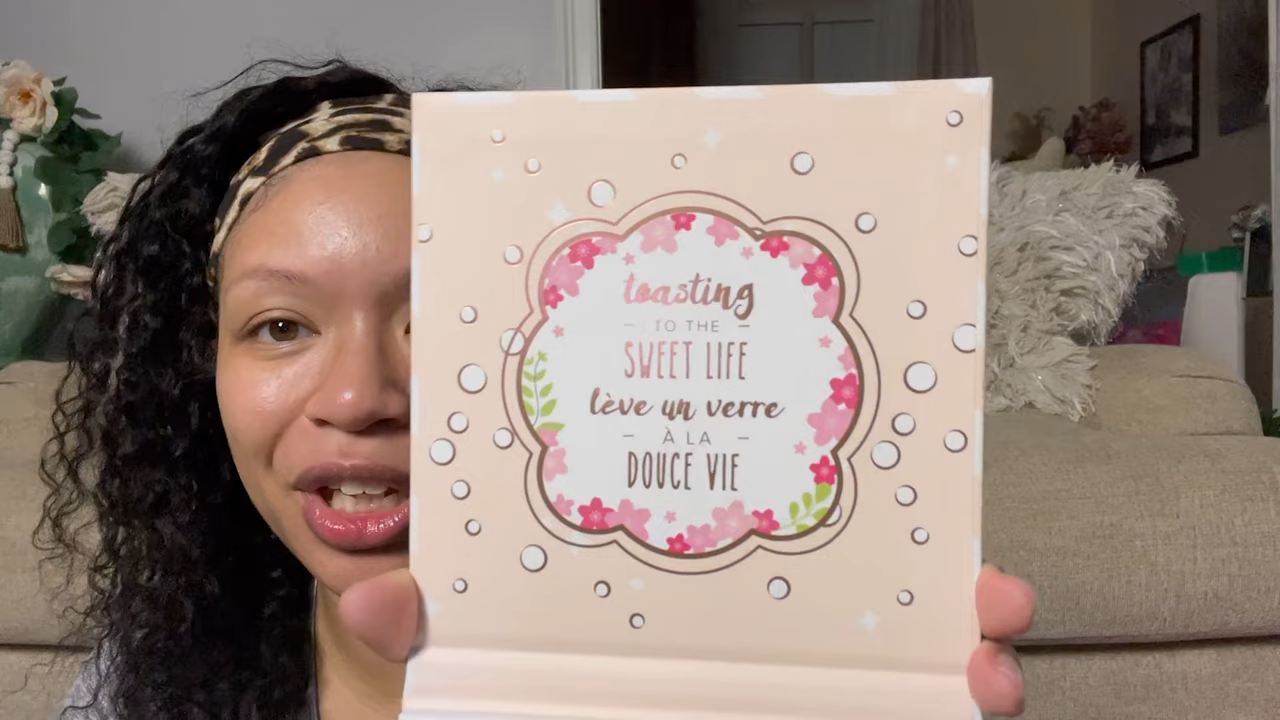 toasting
– TO THE –
SWEET LIFE
lève un verre
– À LA –
DOUCE VIE